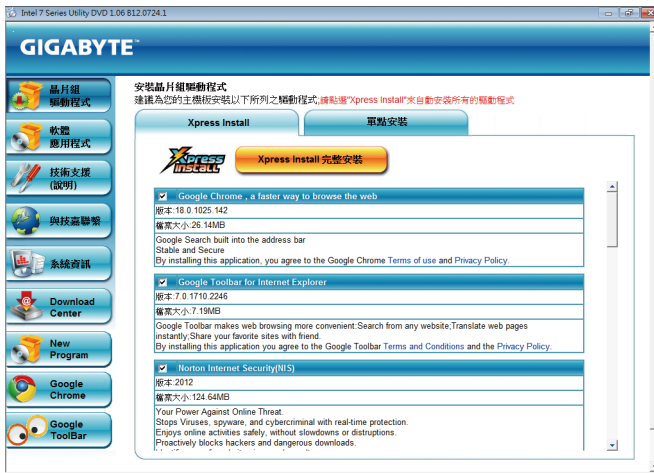 Intel 7 Series Utility DVD 1.06 B12.0724.1
GIGABYTE™
晶片組
驅動程式
軟體
應用程式
技術支援
(說明)
與技嘉聯繫
系統資訊
Download
Center
New
Program
Google
Chrome
Google
ToolBar
安裝晶片組驅動程式
建議為您的主機板安裝以下所列之驅動程式;請點選"Xpress Install"來自動安裝所有的驅動程式
Xpress Install
單點安裝
Xpress
INSTALL
Xpress Install 完整安裝
Google Chrome , a faster way to browse the web
版本:18.0.1025.142
檔案大小:26.14MB
Google Search built into the address bar
Stable and Secure
By installing this application, you agree to the Google Chrome Terms of use and Privacy Policy.
Google Toolbar for Internet Explorer
版本:7.0.1710.2246
檔案大小:7.19MB
Google Toolbar makes web browsing more convenient:Search from any website;Translate web pages
instantly;Share your favorite sites with friend.
By installing this application you agree to the Google Toolbar Terms and Conditions and the Privacy Policy.
Norton Internet Security(NIS)
版本:2012
檔案大小:124.64MB
Your Power Against Online Threat.
Stops Viruses, spyware, and cybercriminal with real-time protection.
Enjoys online activities safely, without slowdowns or distruptions.
Proactively blocks hackers and dangerous downloads.